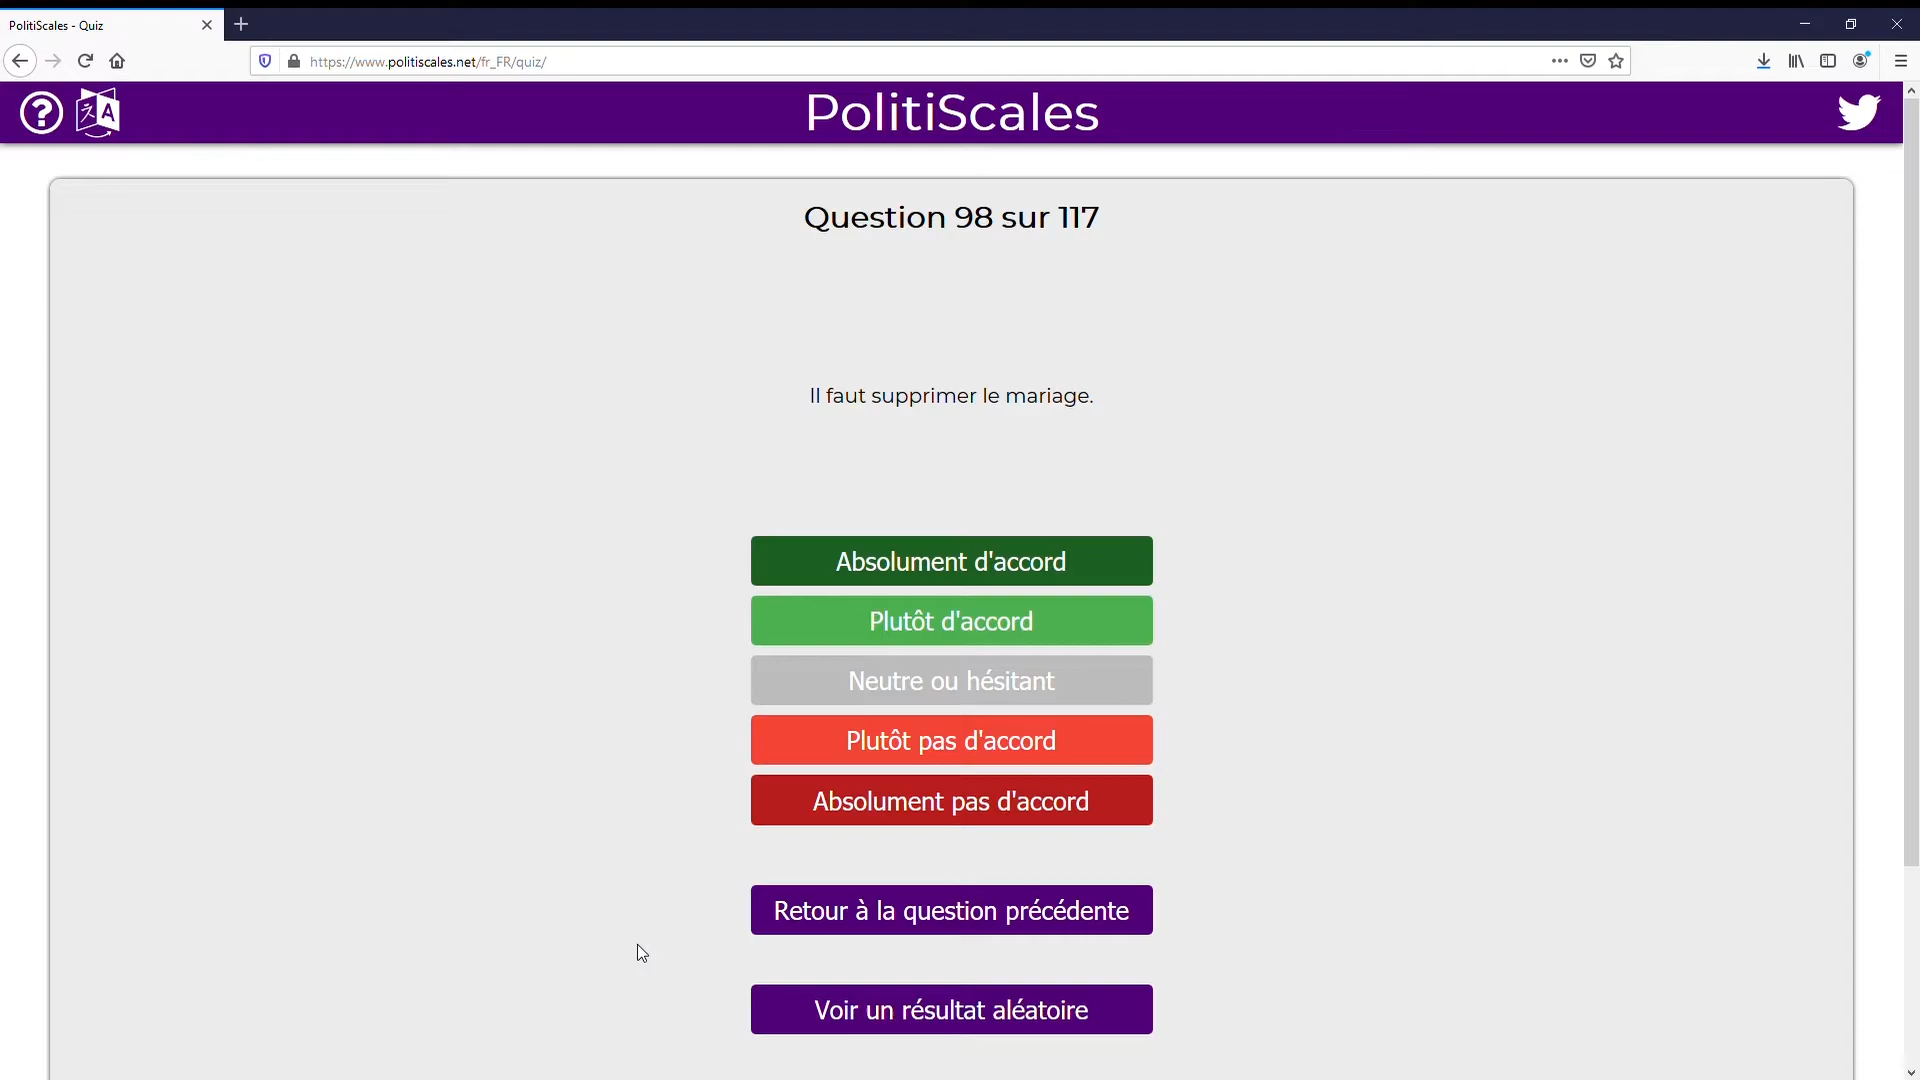 PolitiScales - Quiz
https://www.politiscales.net/fr_FR/quiz/
PolitiScales
Question 98 sur 117
Il faut supprimer le mariage.
Absolument d'accord
Plutôt d'accord
Neutre ou hésitant
Plutôt pas d'accord
Absolument pas d'accord
Retour à la question précédente
Voir un résultat aléatoire